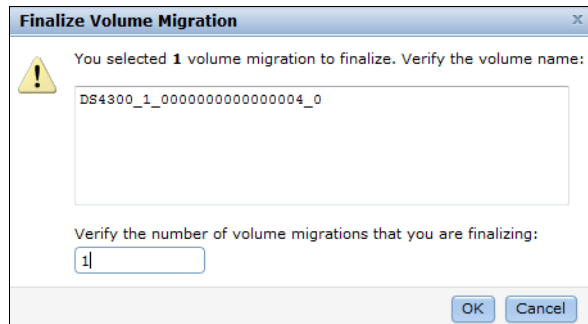 Finalize Volume Migration x
You selected 1 volume migration to finalize. Verify the volume name:
DS4300_1_0000000000000004_0
Verify the number of volume migrations that you are finalizing:
1
OK Cancel